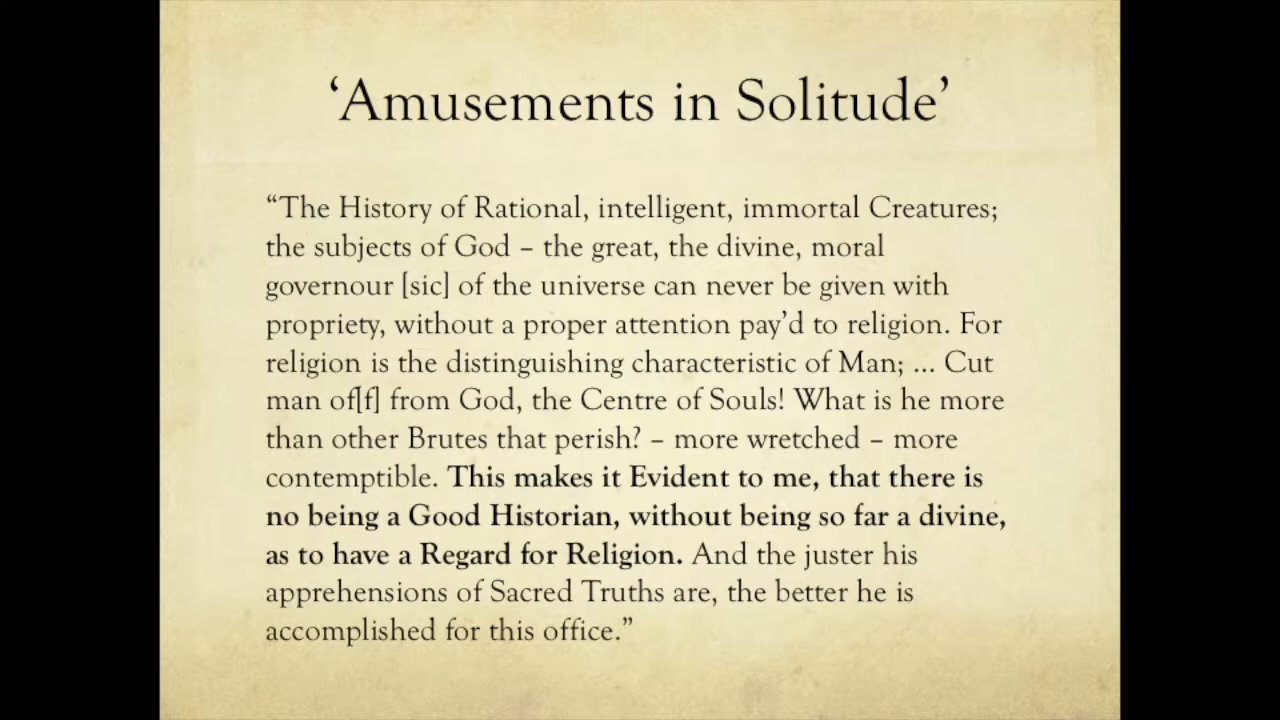 ‘Amusements in Solitude’
“The History of Rational, intelligent, immortal Creatures;
the subjects of God – the great, the divine, moral
governour [sic] of the universe can never be given with
propriety, without a proper attention pay’d to religion. For
religion is the distinguishing characteristic of Man; ... Cut
man of[f] from God, the Centre of Souls! What is he more
than other Brutes that perish? – more wretched – more
contemptible. This makes it Evident to me, that there is
no being a Good Historian, without being so far a divine,
as to have a Regard for Religion. And the juster his
apprehensions of Sacred Truths are, the better he is
accomplished for this office.”